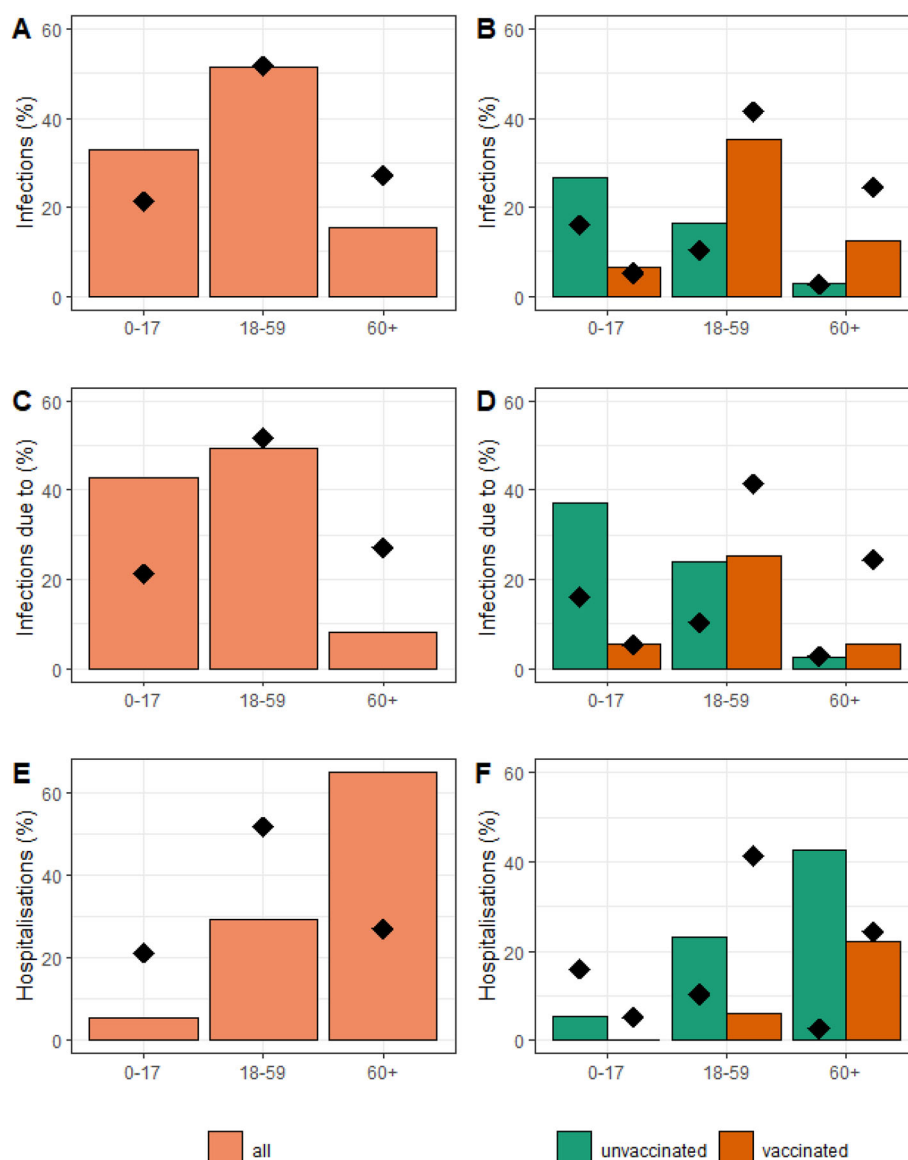 A
B
Infections (%)
60
40
20
0
0-17
18-59
60+
Infections (%)
60
40
20
0
0-17
18-59
60+
C
D
Infections due to (%)
60
40
20
0
0-17
18-59
60+
Infections due to (%)
60
40
20
0
0-17
18-59
60+
E
F
Hospitalisations (%)
60
40
20
0
0-17
18-59
60+
Hospitalisations (%)
60
40
20
0
0-17
18-59
60+
all
unvaccinated
vaccinated